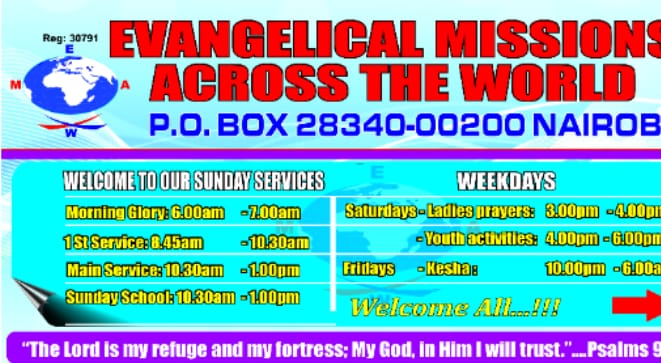 Reg: 30791
E
M A
W
EVANGELICAL MISSIONS
ACROSS THE WORLD
P.O. BOX 28340-00200 NAIROB
WELCOME TO OUR SUNDAY SERVICES
Morning Glory: 6.00am - 7.00am
1 St Service: 8.45am - 10.30am
Main Service: 10.30am - 1.00pm
Sunday School: 10.30am - 1.00pm
WEEKDAYS
Saturdays - Ladies prayers: 3.00pm - 4.00pm
- Youth activities: 4.00pm - 6.00pm
Fridays - Kesha: 10.00pm - 6.00a
Welcome All...!!!
"The Lord is my refuge and my fortress; My God, in Him I will trust."....Psalms 9